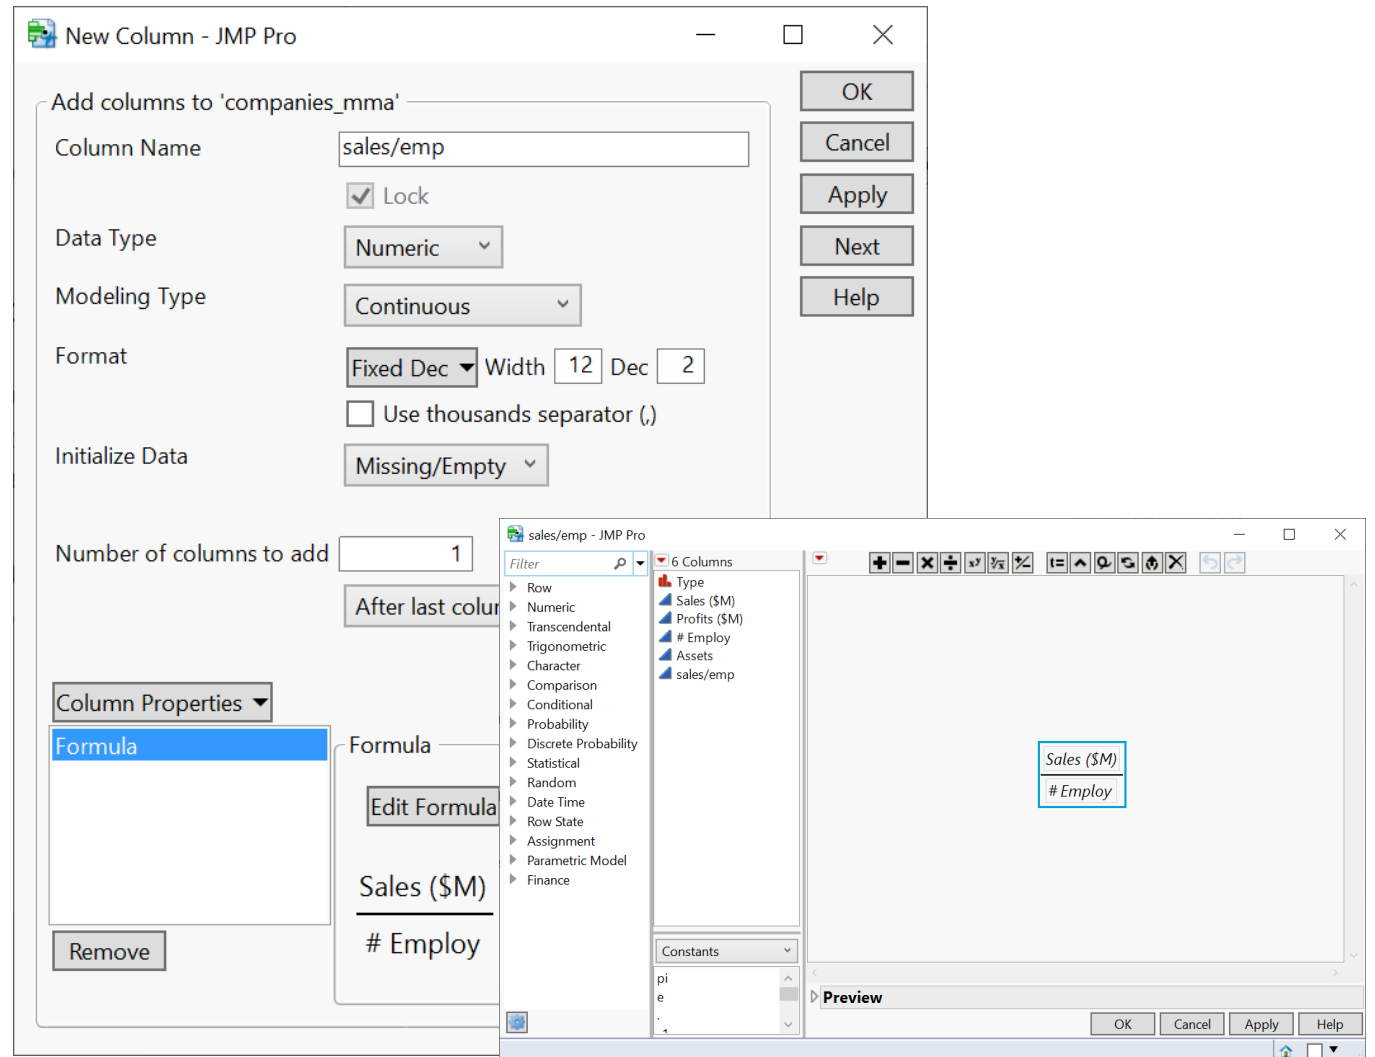 New Column - JMP Pro
Add columns to 'companies_mma'
OK
Column Name
sales/emp
Cancel
Lock
Apply
Data Type
Numeric
Next
Modeling Type
Continuous
Help
Format
Fixed Dec
Width
12
Dec
2
Use thousands separator (,)
Initialize Data
Missing/Empty
Number of columns to add
1
After last colu
Column Properties
Formula
Formula
Edit Formula
Sales ($M)
# Employ
Remove
sales/emp - JMP Pro
Filter
Row
Numeric
Transcendental
Trigonometric
Character
Comparison
Conditional
Probability
Discrete Probability
Statistical
Random
Date Time
Row State
Assignment
Parametric Model
Finance
6 Columns
Type
Sales ($M)
Profits ($M)
# Employ
Assets
sales/emp
Constants
pi
e
t=
Sales ($M)
# Employ
Preview
OK
Cancel
Apply
Help